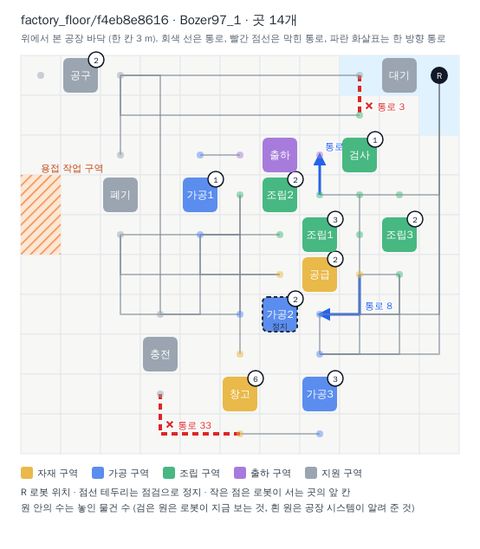 factory_floor/f4eb8e8616 · Bozer97_1 · 곳 14개
위에서 본 공장 바닥 (한 칸 3 m). 회색 선은 통로, 빨간 점선은 막힌 통로, 파란 화살표는 한 방향 통로
공구 2
대기
R
✕ 통로 3
통로
출하
검사 1
용접 작업 구역
폐기
가공1 1
조립2 2
조립1 3
조립3 2
공급 2
가공2 2
정지
통로 8
충전
창고 6
가공3 3
✕ 통로 33
자재 구역 가공 구역 조립 구역 출하 구역 지원 구역
R 로봇 위치 · 점선 테두리는 점검으로 정지 · 작은 점은 로봇이 서는 곳의 앞 칸
원 안의 수는 놓인 물건 수 (검은 원은 로봇이 지금 보는 것, 흰 원은 공장 시스템이 알려 준 것)